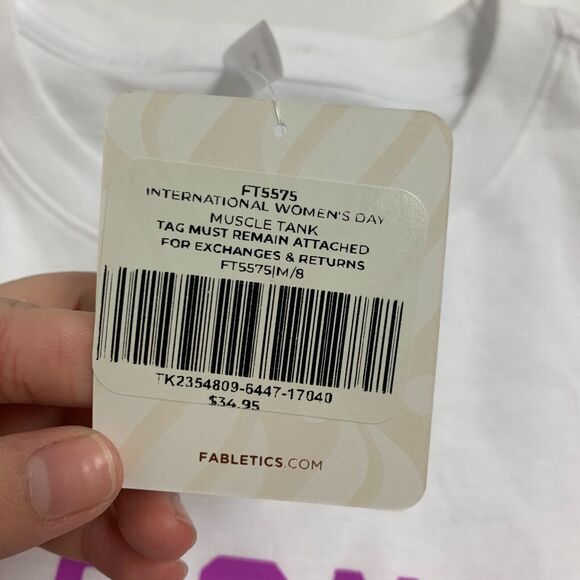 FT5575
INTERNATIONAL WOMEN'S DAY
MUSCLE TANK
TAG MUST REMAIN ATTACHED
FOR EXCHANGES & RETURNS
FT5575|M/8
TK2354809-6447-17040
$34.95
FABLETICS.COM